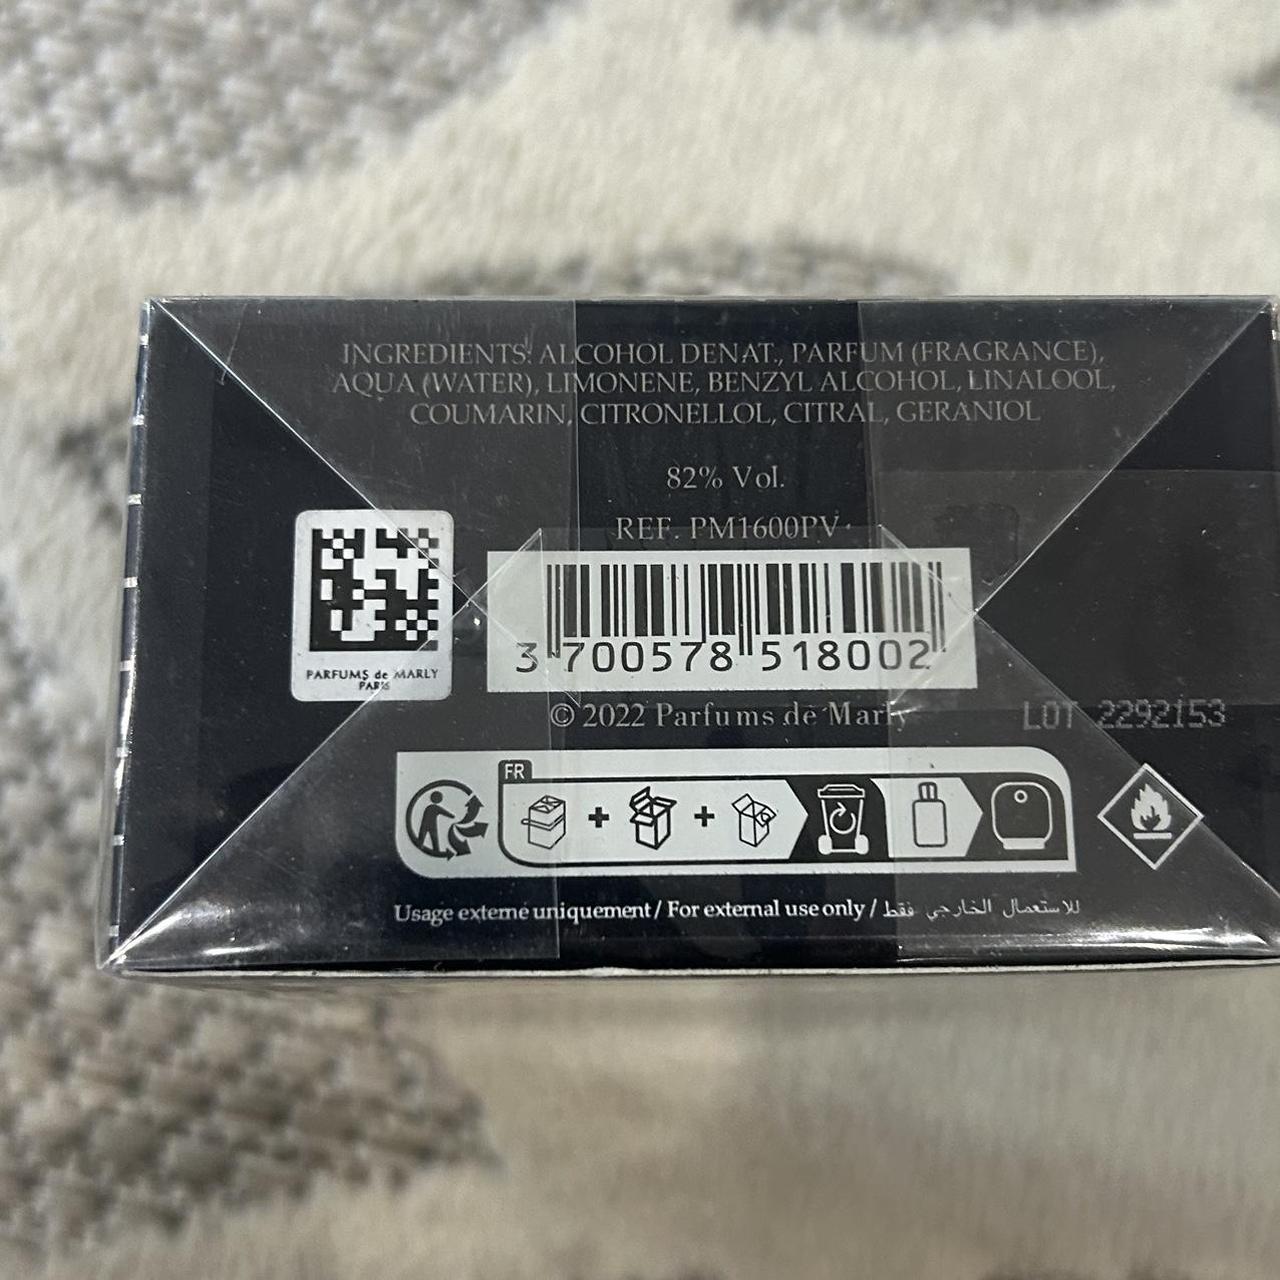 INGREDIENTS: ALCOHOL DENAT., PARFUM (FRAGRANCE),
AQUA (WATER), LIMONENE, BENZYL ALCOHOL, LINALOOL,
COUMARIN, CITRONELLOL, CITRAL, GERANIOL
82% Vol.
REF. PM1600PV
PARFUMS de MARLY
PARIS
3 700578 518002
© 2022 Parfums de Marly
LOT 2292153
FR
Usage externe uniquement / For external use only / للاستعمال الخارجي فقط